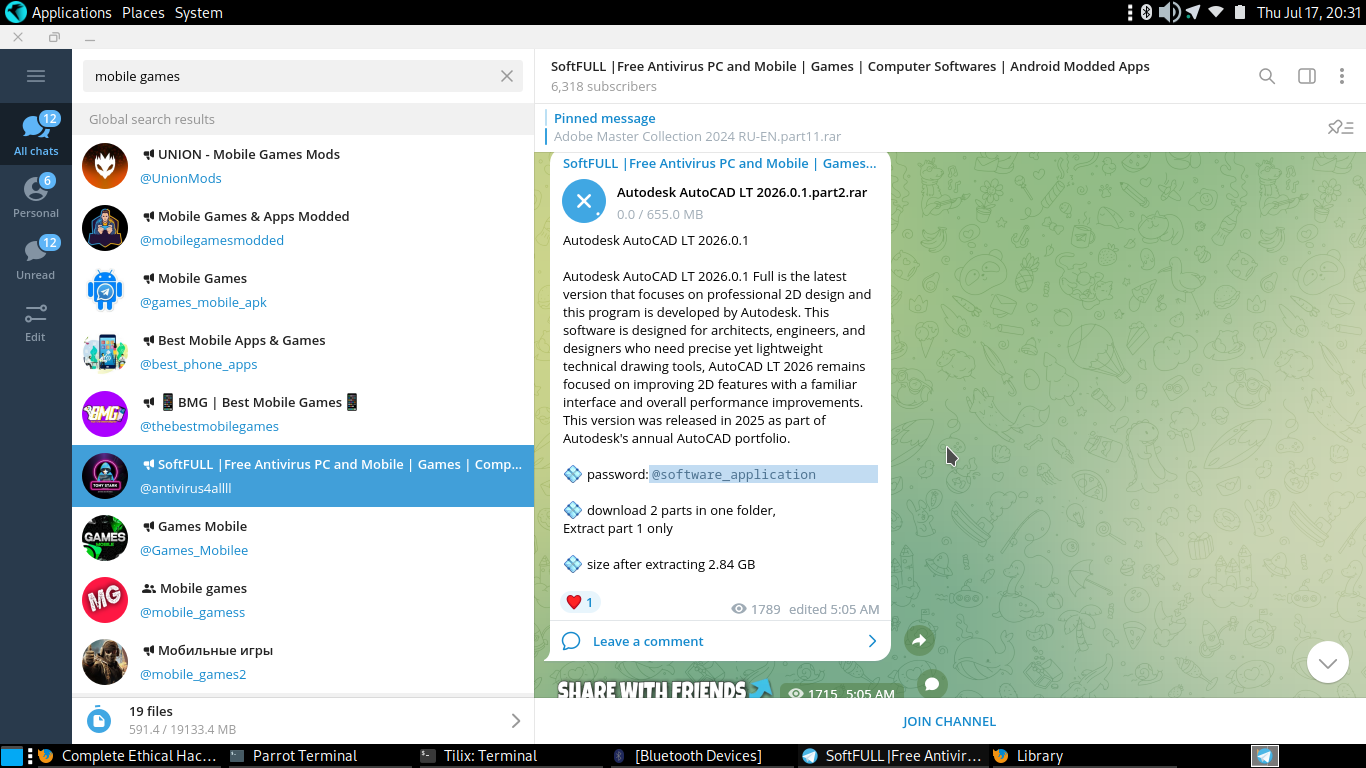 Applications Places System
Thu Jul 17, 20:31
mobile games
Global search results
12
All chats
6
Personal
12
Unread
Edit
UNION - Mobile Games Mods
@UnionMods
Mobile Games & Apps Modded
@mobilegamesmodded
Mobile Games
@games_mobile_apk
Best Mobile Apps & Games
@best_phone_apps
BMG
BMG | Best Mobile Games
@thebestmobilegames
TONY STARK
SoftFULL |Free Antivirus PC and Mobile | Games | Comp...
@antivirus4allll
GAMES
MOBILE
Games Mobile
@Games_Mobilee
MG
Mobile games
@mobile_gamess
Мобильные игры
@mobile_games2
19 files
591.4 / 19133.4 MB
SoftFULL |Free Antivirus PC and Mobile | Games | Computer Softwares | Android Modded Apps
6,318 subscribers
Pinned message
Adobe Master Collection 2024 RU-EN.part11.rar
SoftFULL |Free Antivirus PC and Mobile | Games...
Autodesk AutoCAD LT 2026.0.1.part2.rar
0.0 / 655.0 MB
Autodesk AutoCAD LT 2026.0.1
Autodesk AutoCAD LT 2026.0.1 Full is the latest
version that focuses on professional 2D design and
this program is developed by Autodesk. This
software is designed for architects, engineers, and
designers who need precise yet lightweight
technical drawing tools, AutoCAD LT 2026 remains
focused on improving 2D features with a familiar
interface and overall performance improvements.
This version was released in 2025 as part of
Autodesk's annual AutoCAD portfolio.
password: @software_application
download 2 parts in one folder,
Extract part 1 only
size after extracting 2.84 GB
1
1789 edited 5:05 AM
Leave a comment
SHARE WITH FRIENDS
1715 5:05 AM
JOIN CHANNEL
Complete Ethical Hac...
Parrot Terminal
Tilix: Terminal
[Bluetooth Devices]
SoftFULL |Free Antivir...
Library